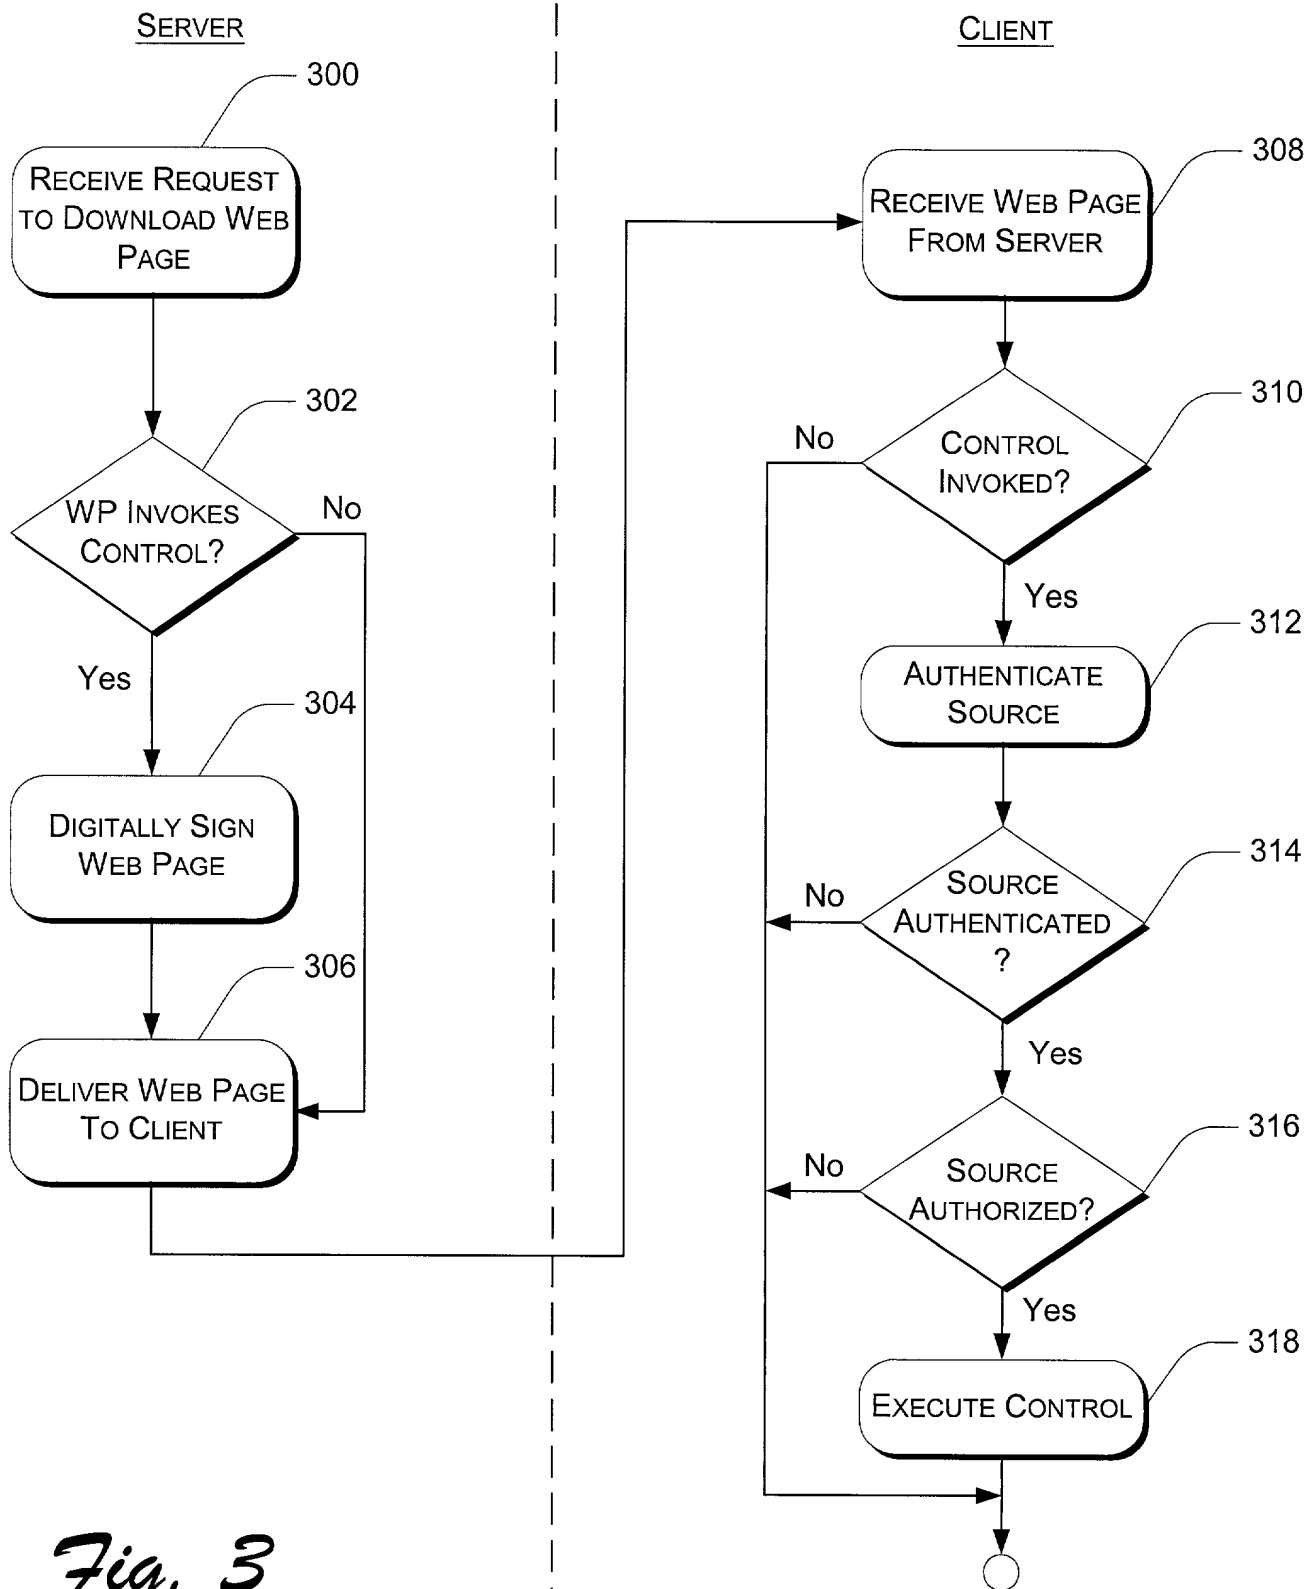 SERVER
300
RECEIVE REQUEST
TO DOWNLOAD WEB
PAGE
302
WP INVOKES
CONTROL?
No
Yes
304
DIGITALLY SIGN
WEB PAGE
306
DELIVER WEB PAGE
TO CLIENT
CLIENT
308
RECEIVE WEB PAGE
FROM SERVER
310
CONTROL
INVOKED?
No
Yes
312
AUTHENTICATE
SOURCE
314
SOURCE
AUTHENTICATED
?
No
Yes
316
SOURCE
AUTHORIZED?
No
Yes
318
EXECUTE CONTROL
Fig. 3